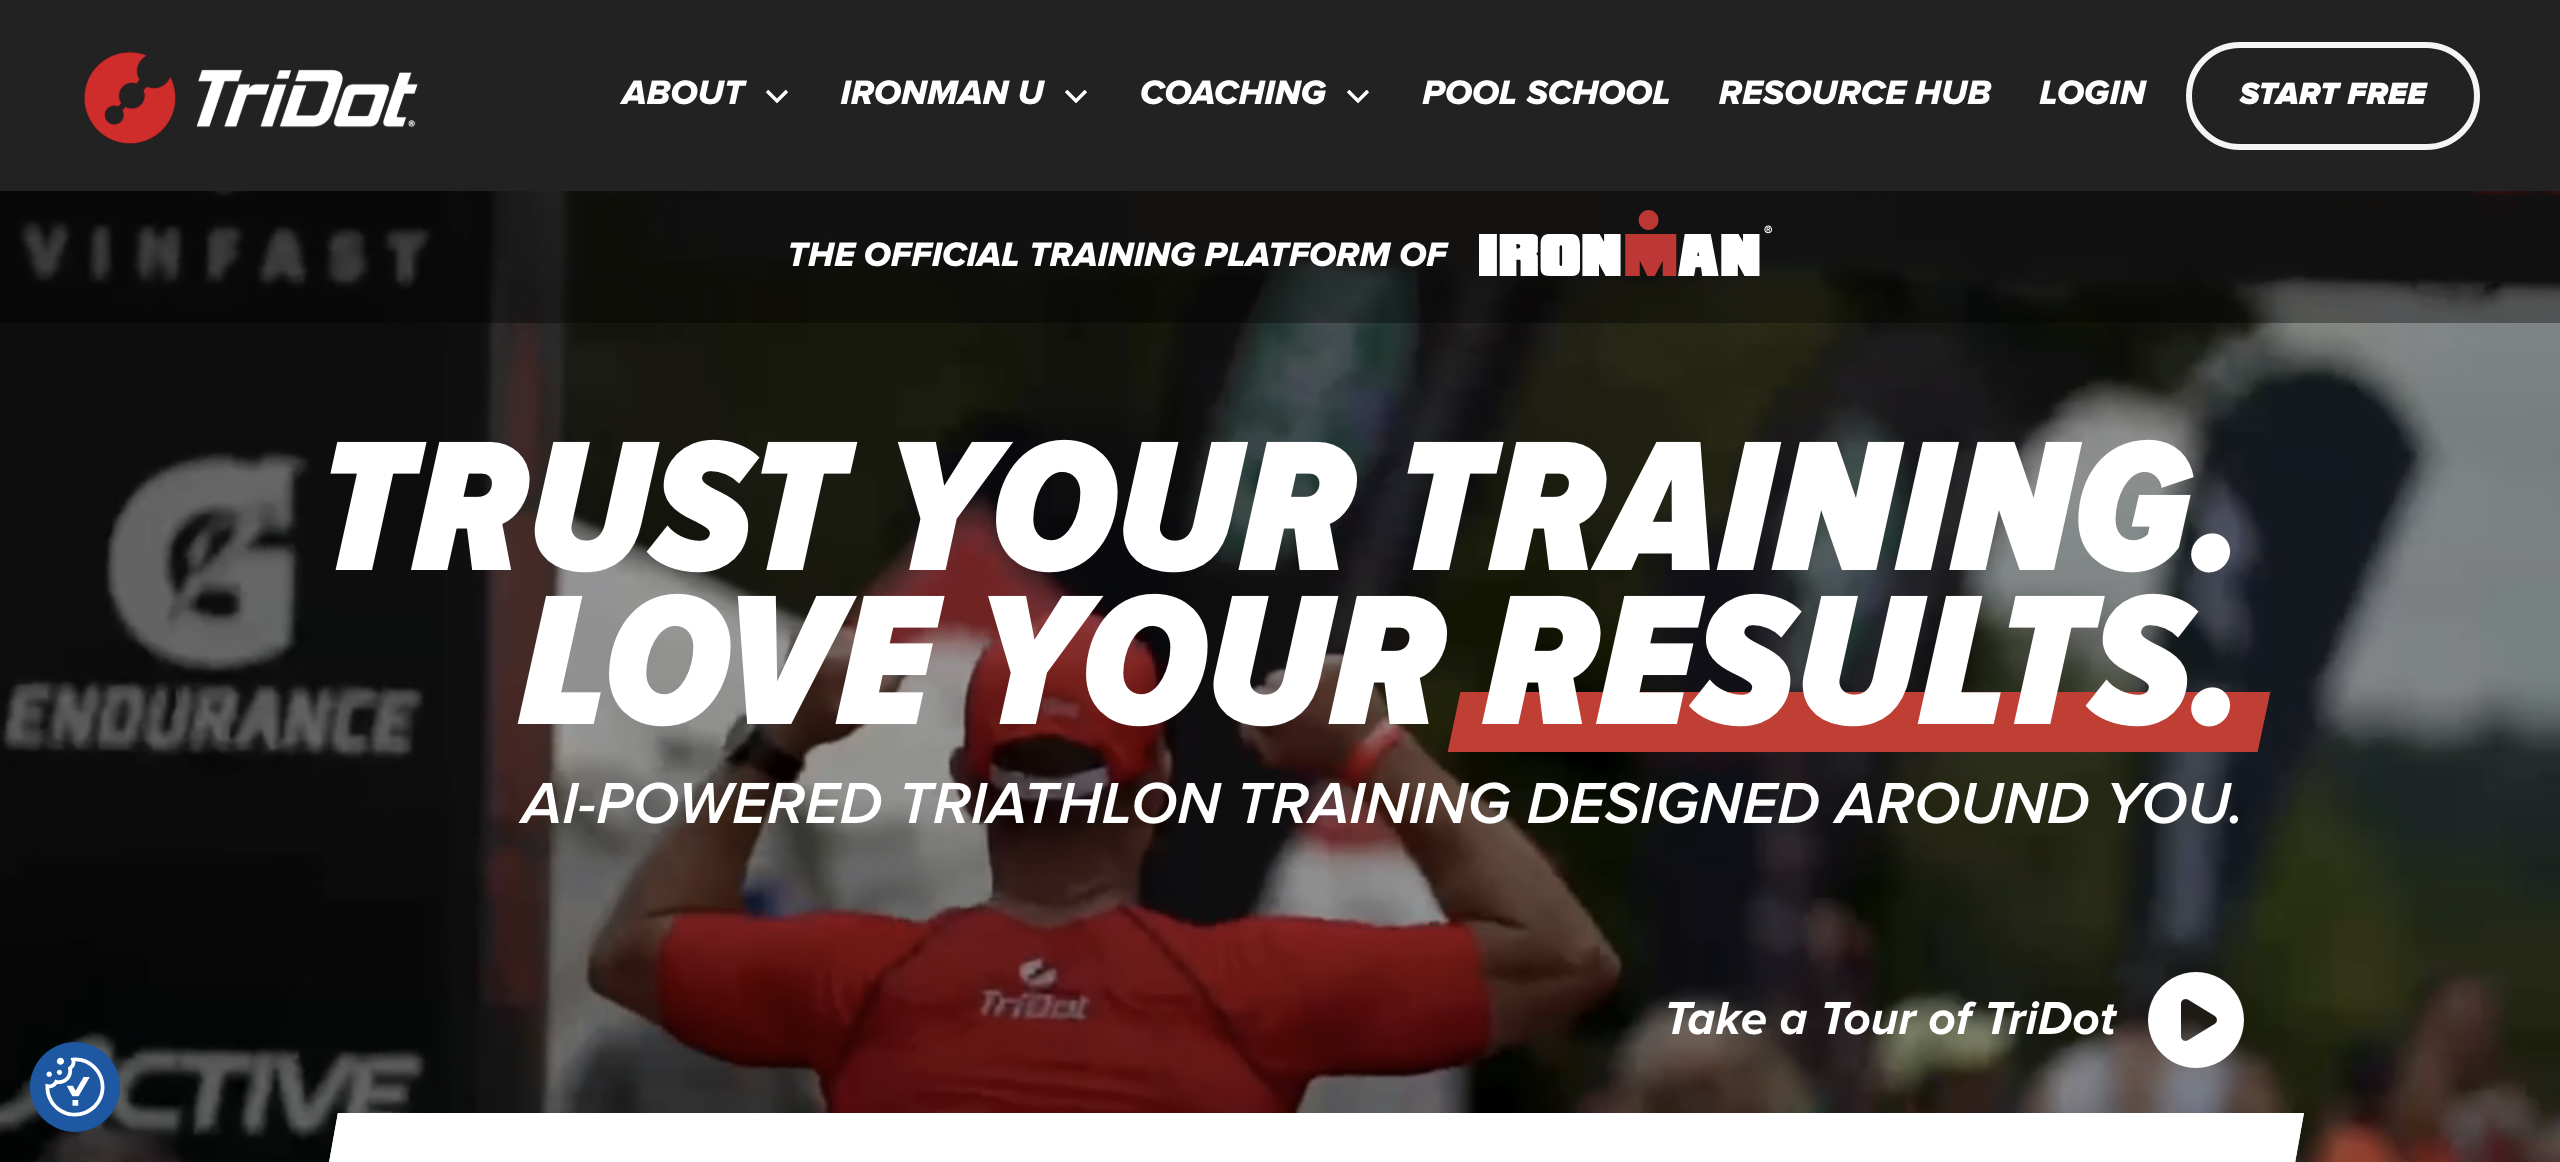 TriDot®
ABOUT IRONMAN U COACHING POOL SCHOOL RESOURCE HUB LOGIN START FREE
VINFAST
THE OFFICIAL TRAINING PLATFORM OF IRONMAN®
TRUST YOUR TRAINING.
LOVE YOUR RESULTS.
G
ENDURANCE
AI-POWERED TRIATHLON TRAINING DESIGNED AROUND YOU.
TriDot
Take a Tour of TriDot
ACTIVE